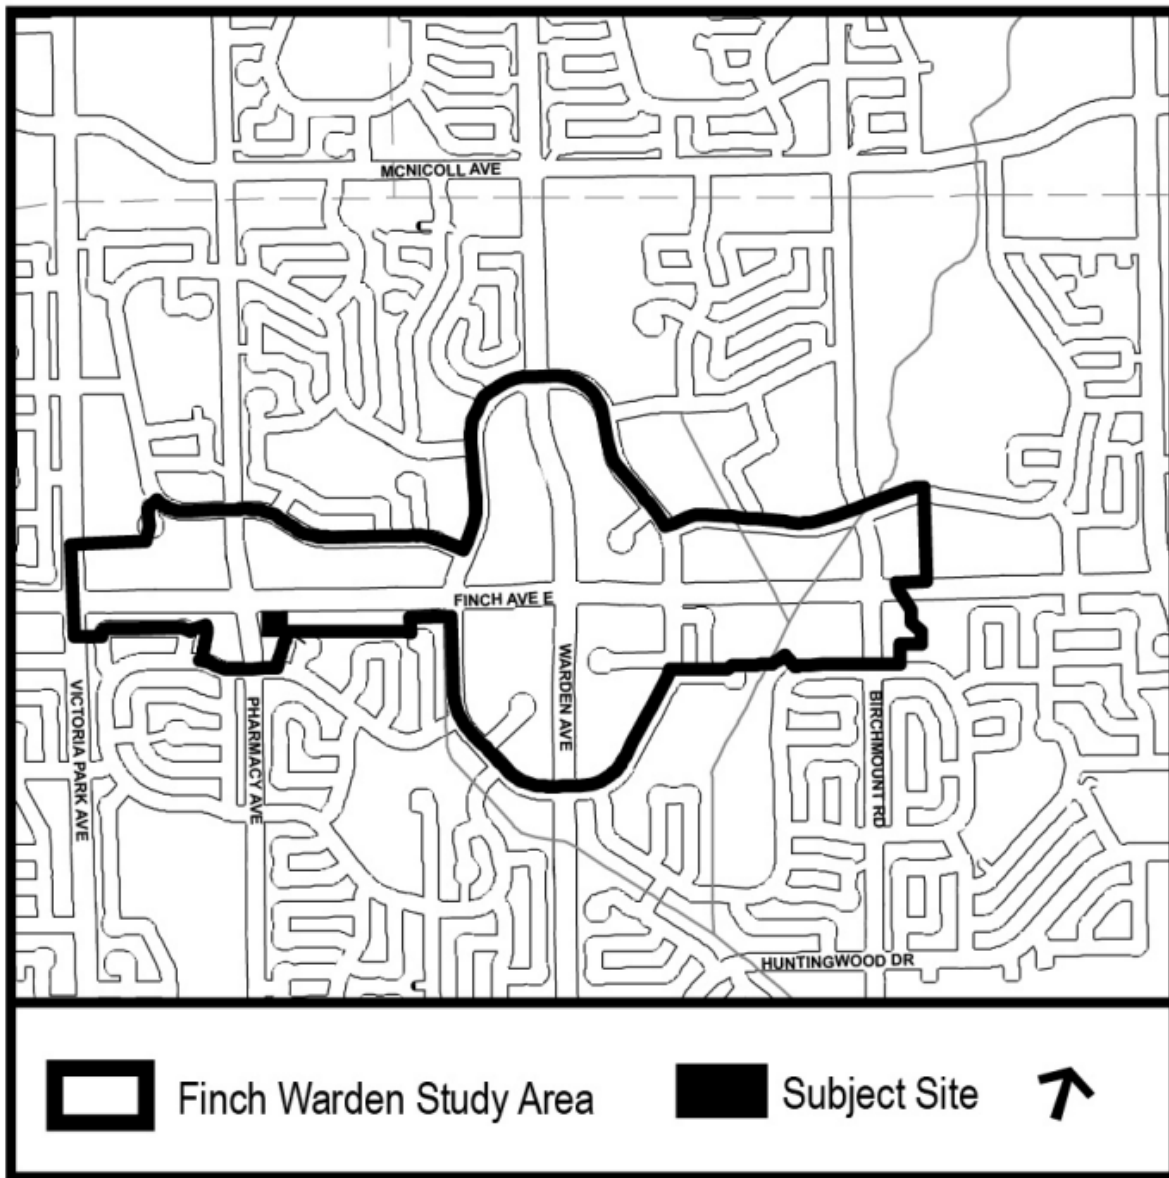 MCNICOLL AVE
FINCH AVE E
WARDEN AVE
VICTORIA PARK AVE
PHARMACY AVE
BIRCHMOUNT RD
HUNTINGWOOD DR
Finch Warden Study Area
Subject Site